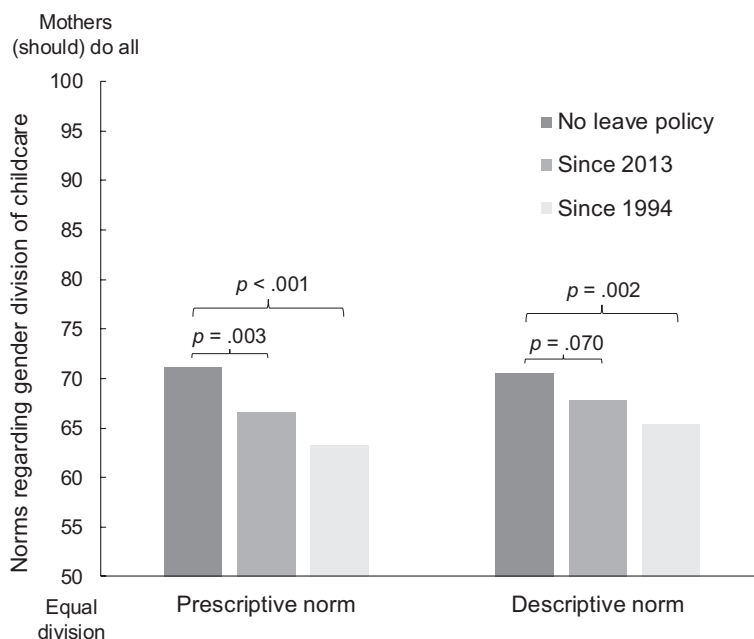 Mothers
(should) do all
Norms regarding gender division of childcare
100
95
90
85
80
75
70
65
60
55
50
Equal
division
No leave policy
Since 2013
Since 1994
p < .001
p = .003
p = .002
p = .070
Prescriptive norm
Descriptive norm